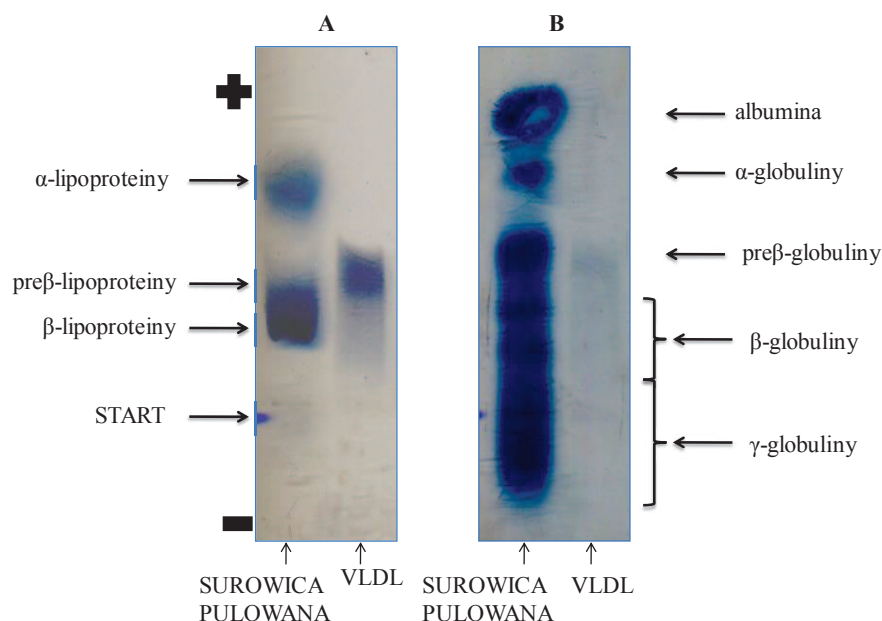 A
B
+
α-lipoproteiny
preβ-lipoproteiny
β-lipoproteiny
START
-
albumina
α-globuliny
preβ-globuliny
β-globuliny
γ-globuliny
SUROWICA
PULOWANA
VLDL
SUROWICA
PULOWANA
VLDL